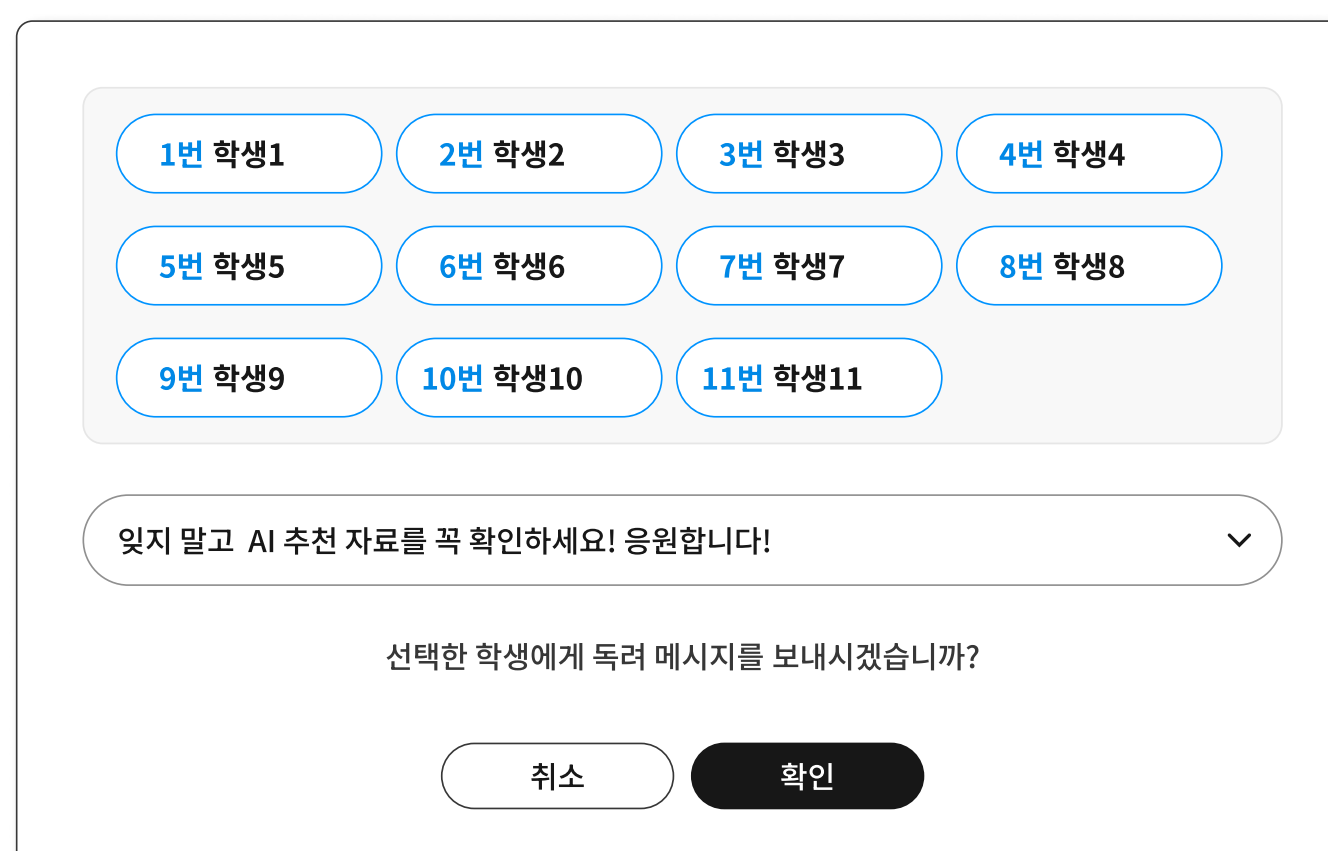 1번 학생1 2번 학생2 3번 학생3 4번 학생4
5번 학생5 6번 학생6 7번 학생7 8번 학생8
9번 학생9 10번 학생10 11번 학생11
잊지 말고  AI 추천 자료를 꼭 확인하세요! 응원합니다!
선택한 학생에게 독려 메시지를 보내시겠습니까?
취소 확인